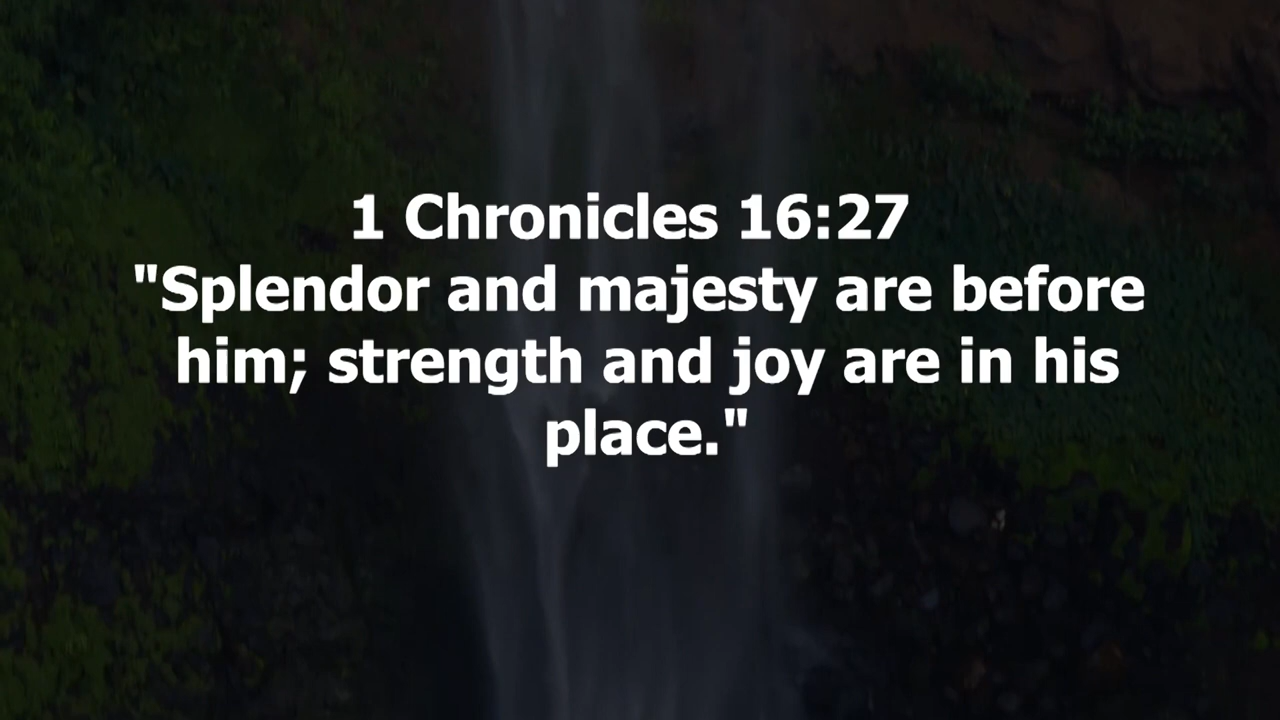 1 Chronicles 16:27
"Splendor and majesty are before
him; strength and joy are in his
place."